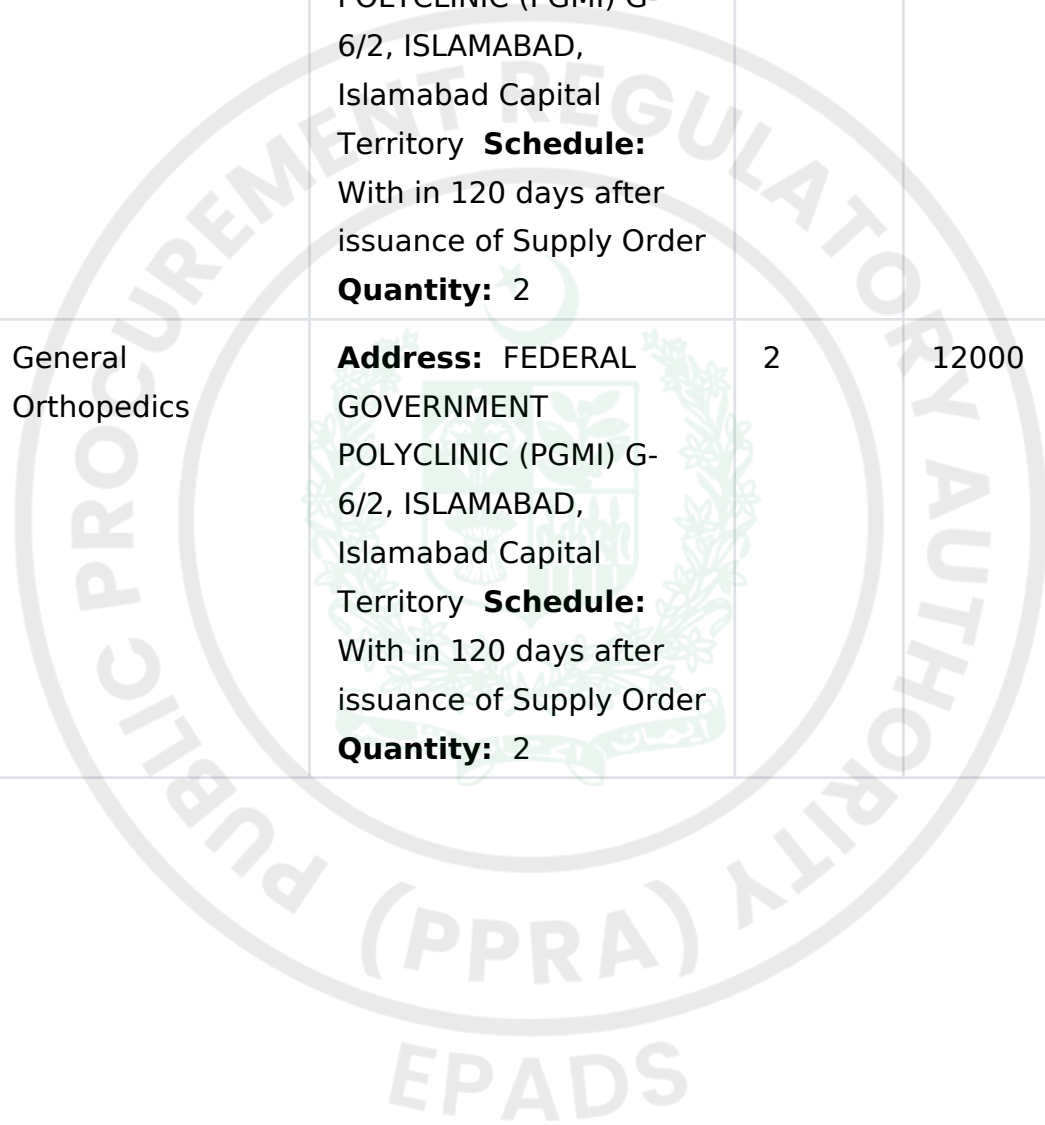 POLYCLINIC (PGMI) G-
6/2, ISLAMABAD,
Islamabad Capital
Territory Schedule:
With in 120 days after
issuance of Supply Order
Quantity: 2
General
Orthopedics
Address: FEDERAL
GOVERNMENT
POLYCLINIC (PGMI) G-
6/2, ISLAMABAD,
Islamabad Capital
Territory Schedule:
With in 120 days after
issuance of Supply Order
Quantity: 2
2
12000
PUBLIC PROCUREMENT REGULATORY AUTHORITY
(PPRA)
EPADS